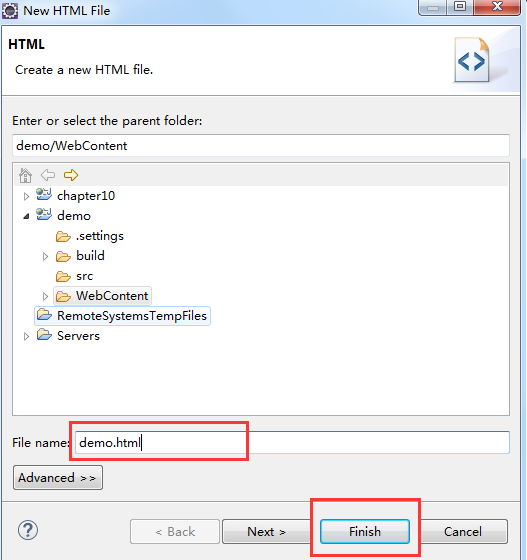 New HTML File
HTML
Create a new HTML file.
Enter or select the parent folder:
demo/WebContent
chapter10
demo
.settings
build
src
WebContent
RemoteSystemsTempFiles
Servers
File name: demo.html
Advanced >>
? < Back Next > Finish Cancel